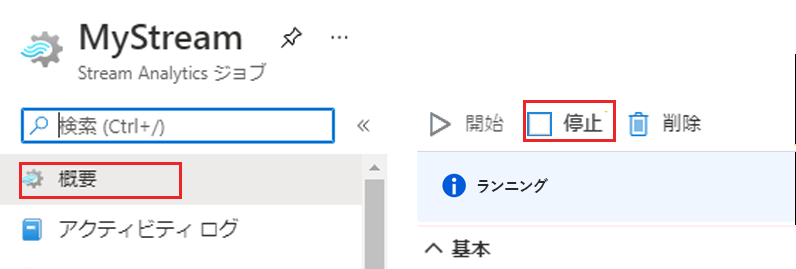 MyStream
Stream Analytics ジョブ
検索 (Ctrl+/)
概要
アクティビティ ログ
開始 停止 削除
ランニング
基本